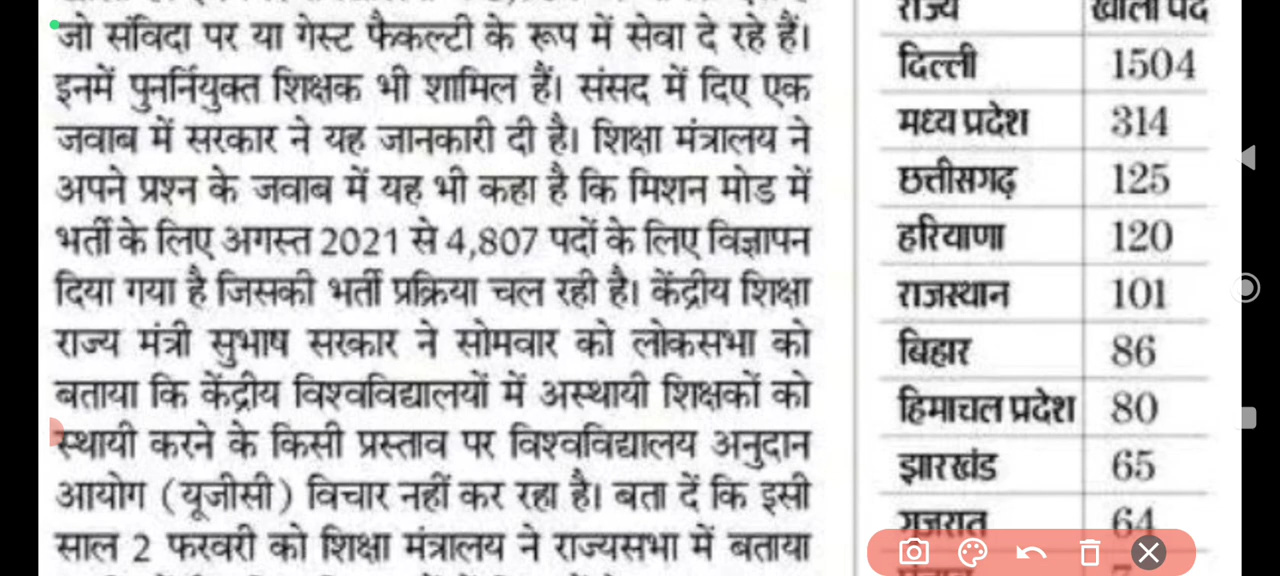 जो संविदा पर या गेस्ट फैकल्टी के रूप में सेवा दे रहे हैं।
इनमें पुनर्नियुक्त शिक्षक भी शामिल हैं। संसद में दिए एक
जवाब में सरकार ने यह जानकारी दी है। शिक्षा मंत्रालय ने
अपने प्रश्न के जवाब में यह भी कहा है कि मिशन मोड में
भर्ती के लिए अगस्त 2021 से 4,807 पदों के लिए विज्ञापन
दिया गया है जिसकी भर्ती प्रक्रिया चल रही है। केंद्रीय शिक्षा
राज्य मंत्री सुभाष सरकार ने सोमवार को लोकसभा को
बताया कि केंद्रीय विश्वविद्यालयों में अस्थायी शिक्षकों को
स्थायी करने के किसी प्रस्ताव पर विश्वविद्यालय अनुदान
आयोग (यूजीसी) विचार नहीं कर रहा है। बता दें कि इसी
साल 2 फरवरी को शिक्षा मंत्रालय ने राज्यसभा में बताया
राज्य खाली पद
दिल्ली 1504
मध्य प्रदेश 314
छत्तीसगढ़ 125
हरियाणा 120
राजस्थान 101
बिहार 86
हिमाचल प्रदेश 80
झारखंड 65
गुजरात 64